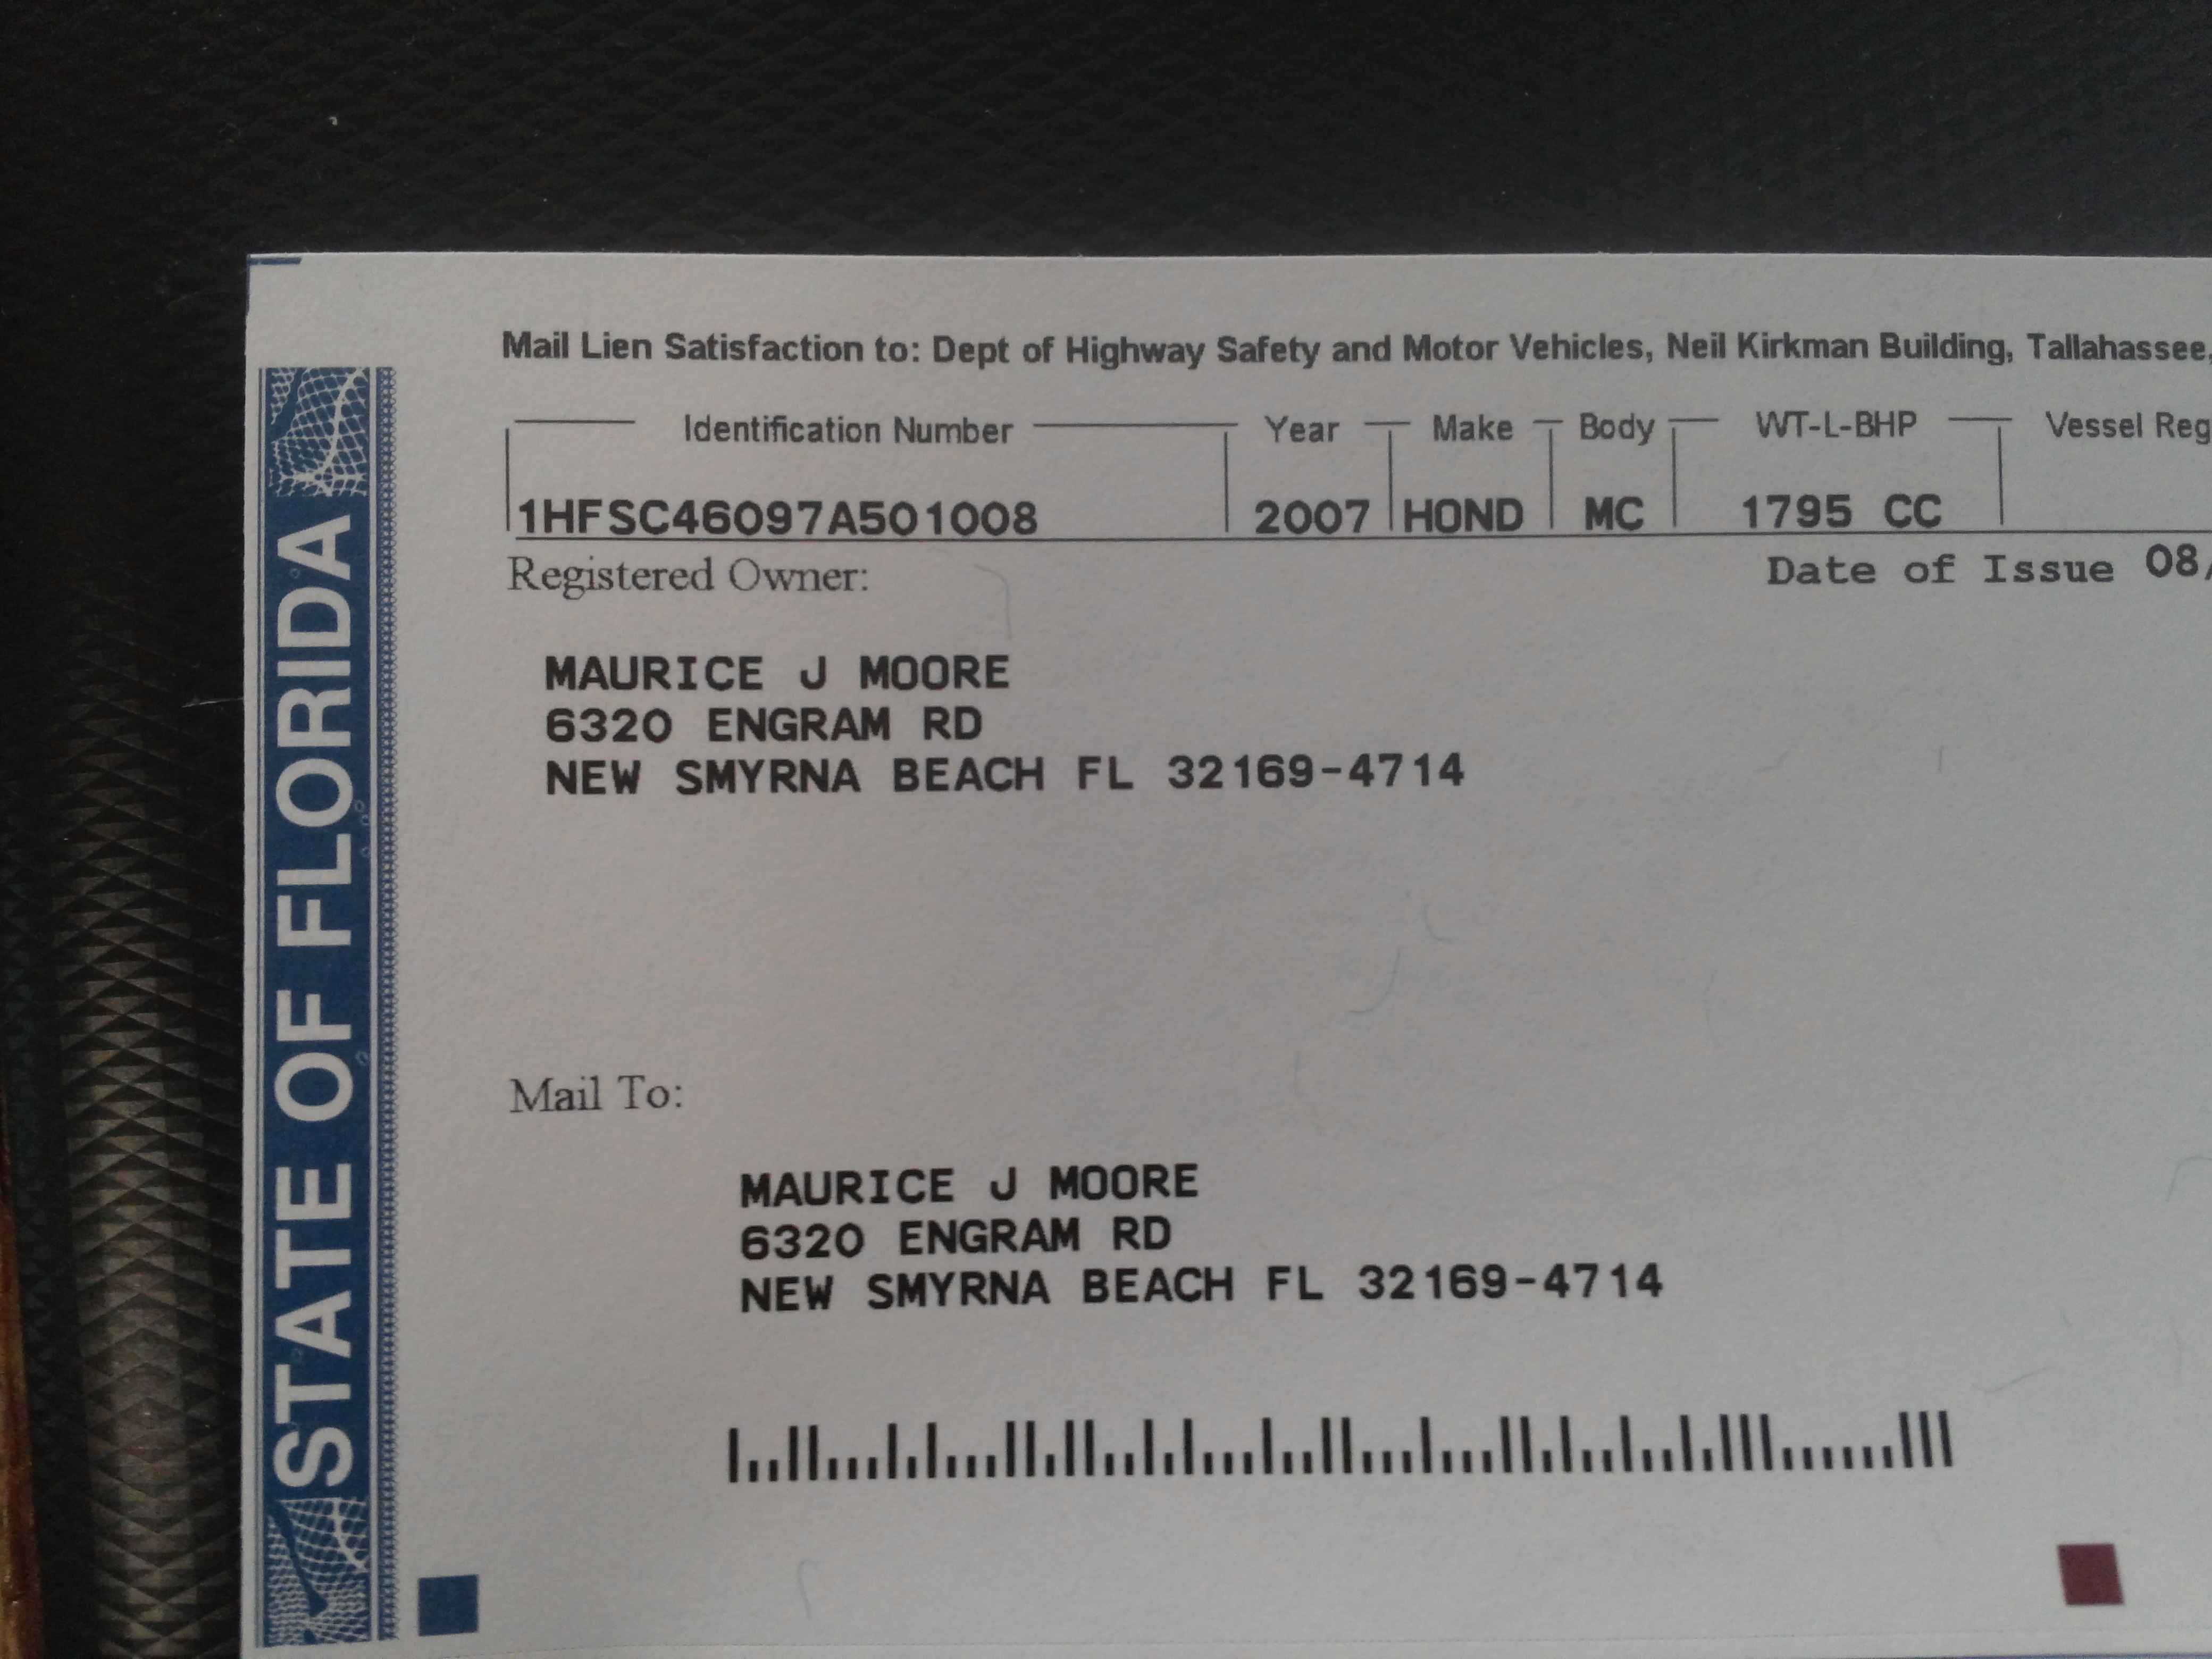 Mail Lien Satisfaction to: Dept of Highway Safety and Motor Vehicles, Neil Kirkman Building, Tallahassee,
Identification Number Year Make Body WT-L-BHP Vessel Reg
1HFSC46097A501008 2007 HOND MC 1795 CC
Registered Owner: Date of Issue 08/
MAURICE J MOORE
6320 ENGRAM RD
NEW SMYRNA BEACH FL 32169-4714
Mail To:
MAURICE J MOORE
6320 ENGRAM RD
NEW SMYRNA BEACH FL 32169-4714
STATE OF FLORIDA